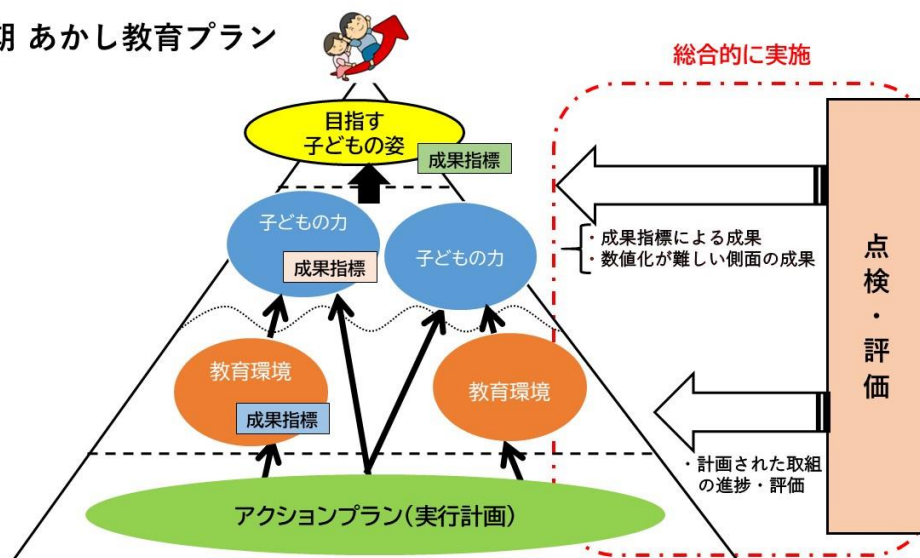 期 あかし教育プラン
総合的に実施
目指す
子どもの姿
成果指標
子どもの力
成果指標
子どもの力
・成果指標による成果
・数値化が難しい側面の成果
点検・評価
教育環境
成果指標
教育環境
・計画された取組
の進捗・評価
アクションプラン(実行計画)